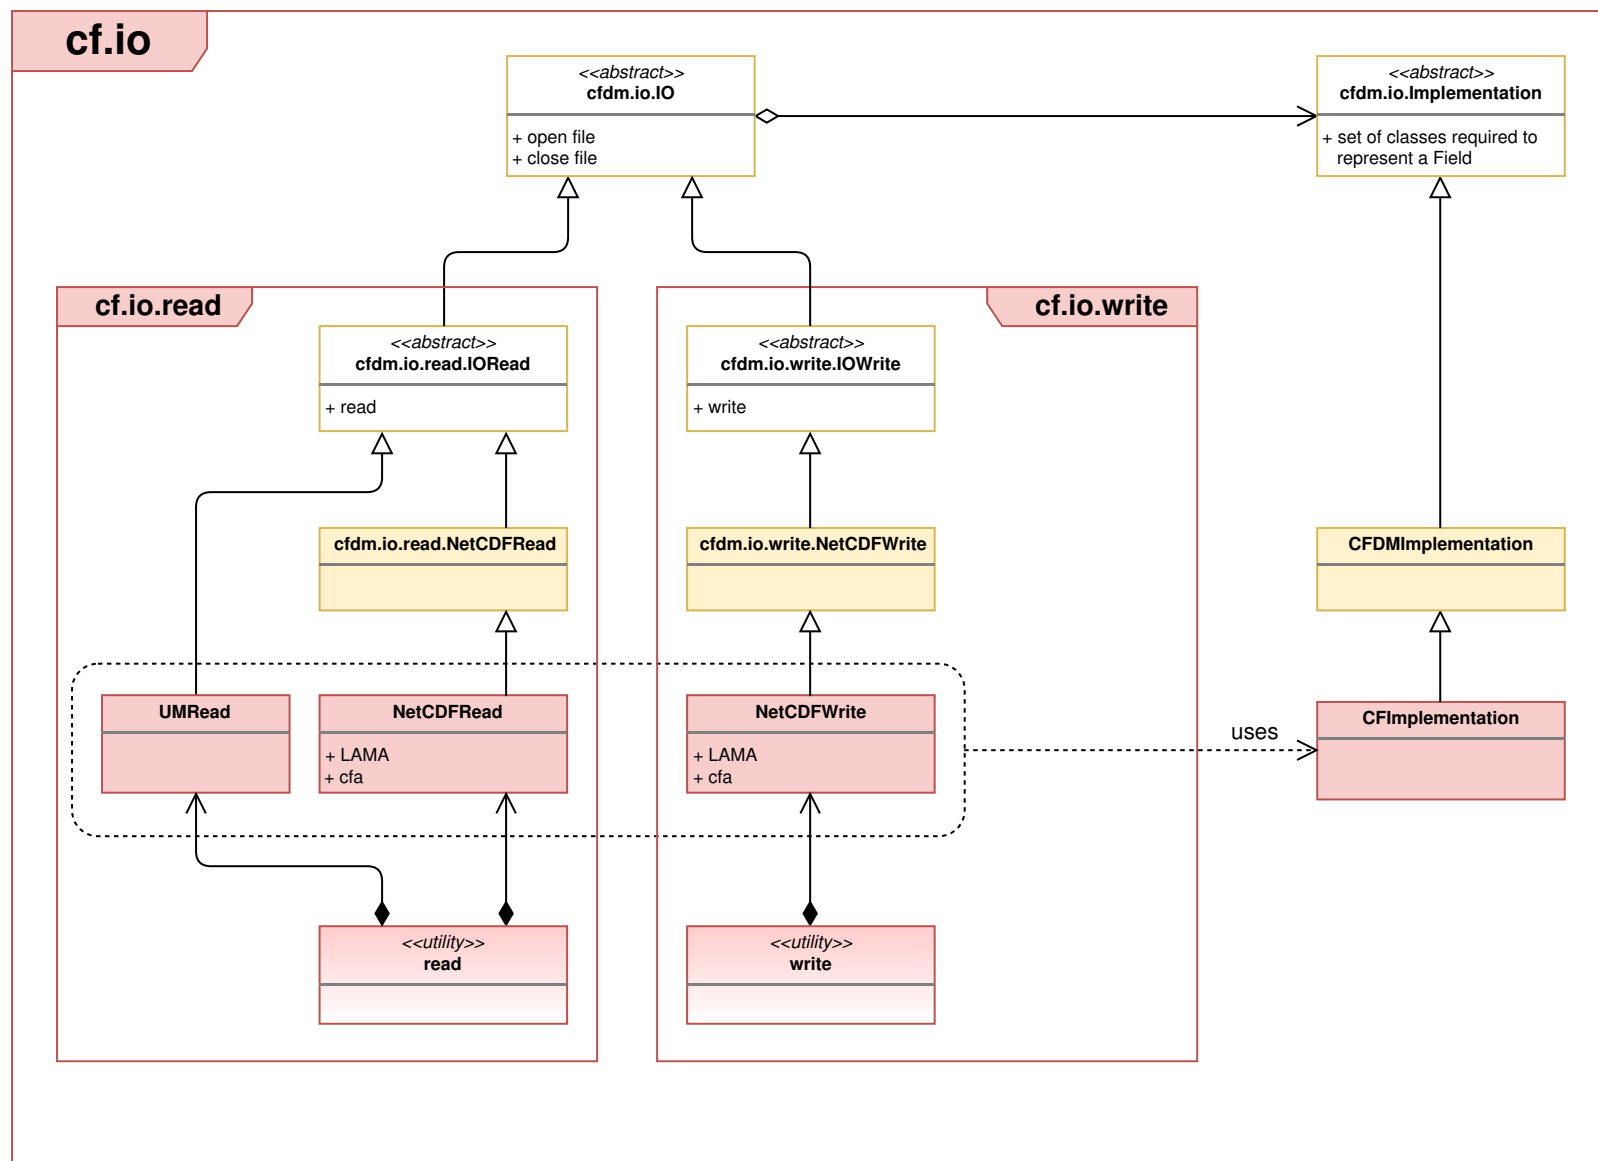 cf.io
<<abstract>>
cfdm.io.IO
+ open file
+ close file
<<abstract>>
cfdm.io.Implementation
+ set of classes required to
represent a Field
cf.io.read
<<abstract>>
cfdm.io.read.IORead
+ read
cf.io.write
<<abstract>>
cfdm.io.write.IOWrite
+ write
cfdm.io.read.NetCDFRead
cfdm.io.write.NetCDFWrite
CFDMImplementation
UMRead
NetCDFRead
+ LAMA
+ cfa
NetCDFWrite
+ LAMA
+ cfa
uses
CFImplementation
<<utility>>
read
<<utility>>
write